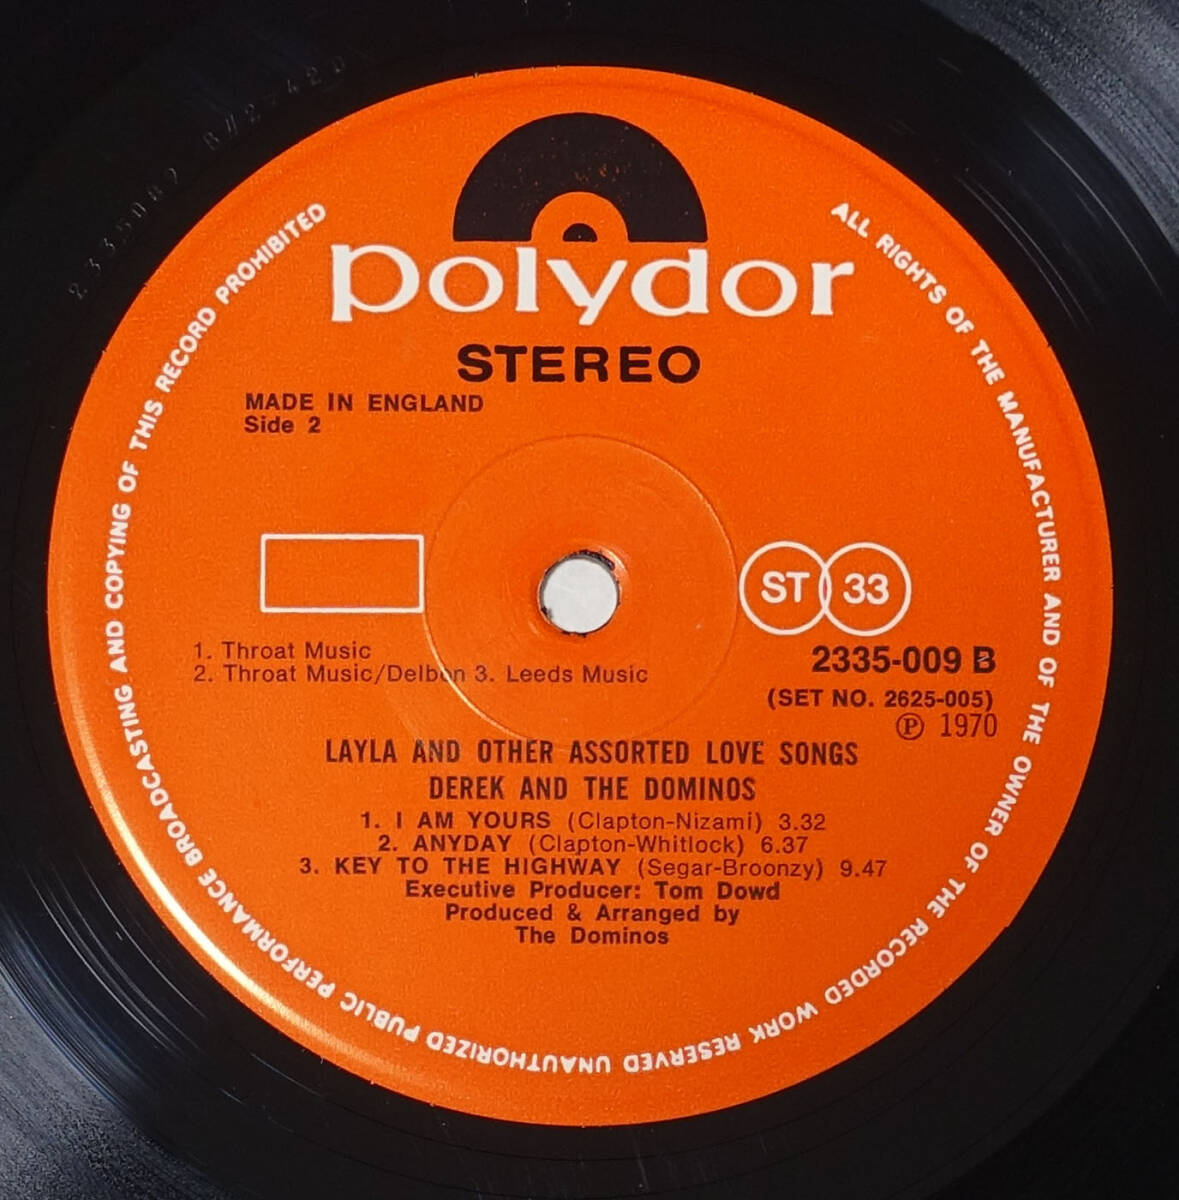 polydor
STEREO
MADE IN ENGLAND
Side 2
ST 33
1. Throat Music
2. Throat Music/Delbon 3. Leeds Music
2335-009 B
(SET NO. 2625-005)
℗ 1970
LAYLA AND OTHER ASSORTED LOVE SONGS
DEREK AND THE DOMINOS
1. I AM YOURS (Clapton-Nizami) 3.32
2. ANYDAY (Clapton-Whitlock) 6.37
3. KEY TO THE HIGHWAY (Segar-Broonzy) 9.47
Executive Producer: Tom Dowd
Produced & Arranged by
The Dominos
ALL RIGHTS OF THE MANUFACTURER AND OF THE OWNER OF THE RECORDED WORK RESERVED UNAUTHORIZED PUBLIC PERFORMANCE BROADCASTING AND COPYING OF THIS RECORD PROHIBITED